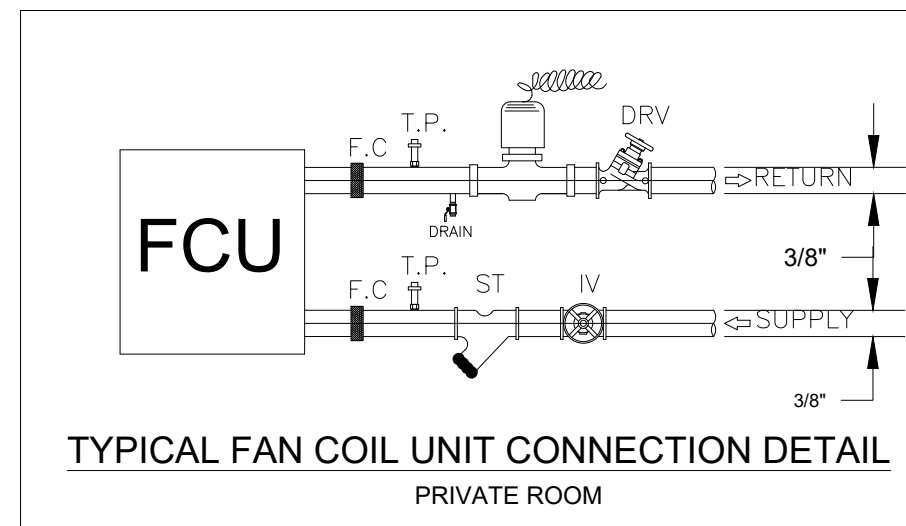 DRV
T.P.
F.C
RETURN
FCU
DRAIN
3/8"
T.P.
ST
IV
F.C
SUPPLY
3/8"
TYPICAL FAN COIL UNIT CONNECTION DETAIL
PRIVATE ROOM